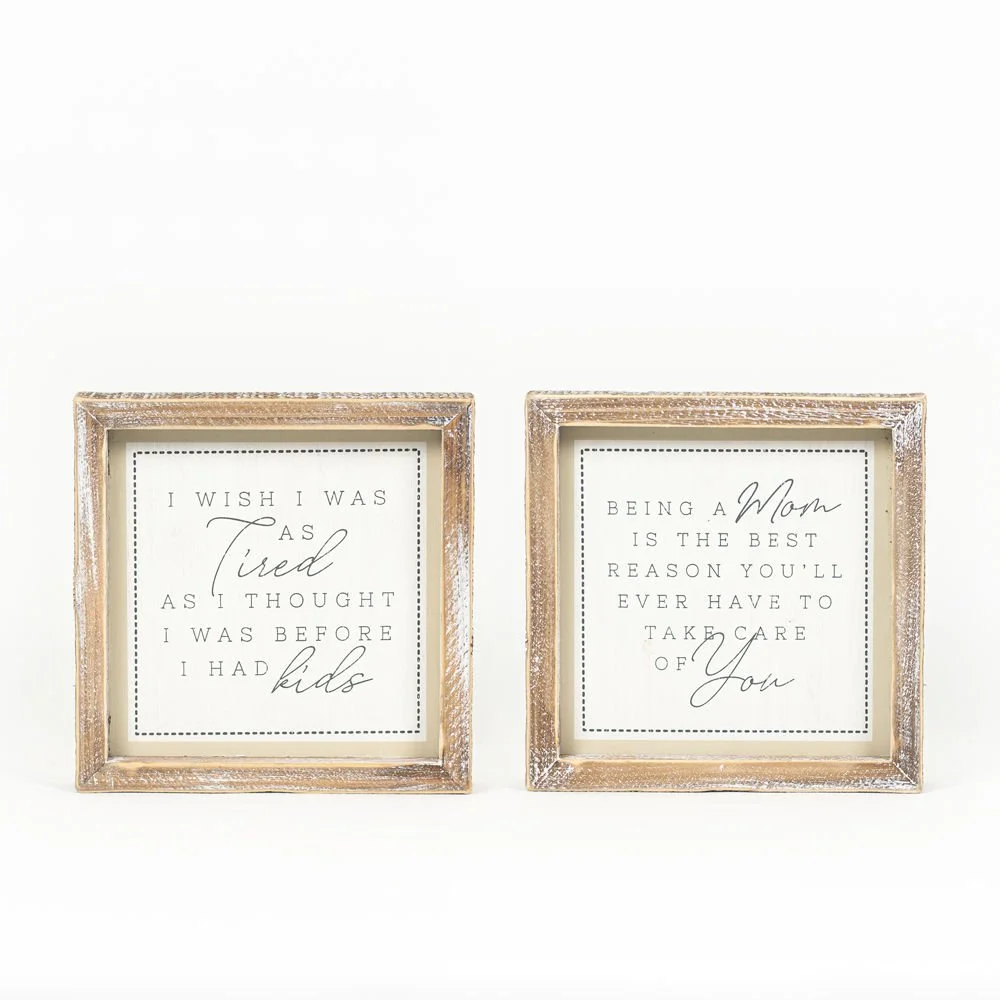 I WISH I WAS
AS
Tired
AS I THOUGHT
I WAS BEFORE
I HAD kids
BEING A Mom
IS THE BEST
REASON YOU'LL
EVER HAVE TO
TAKE CARE
OF You